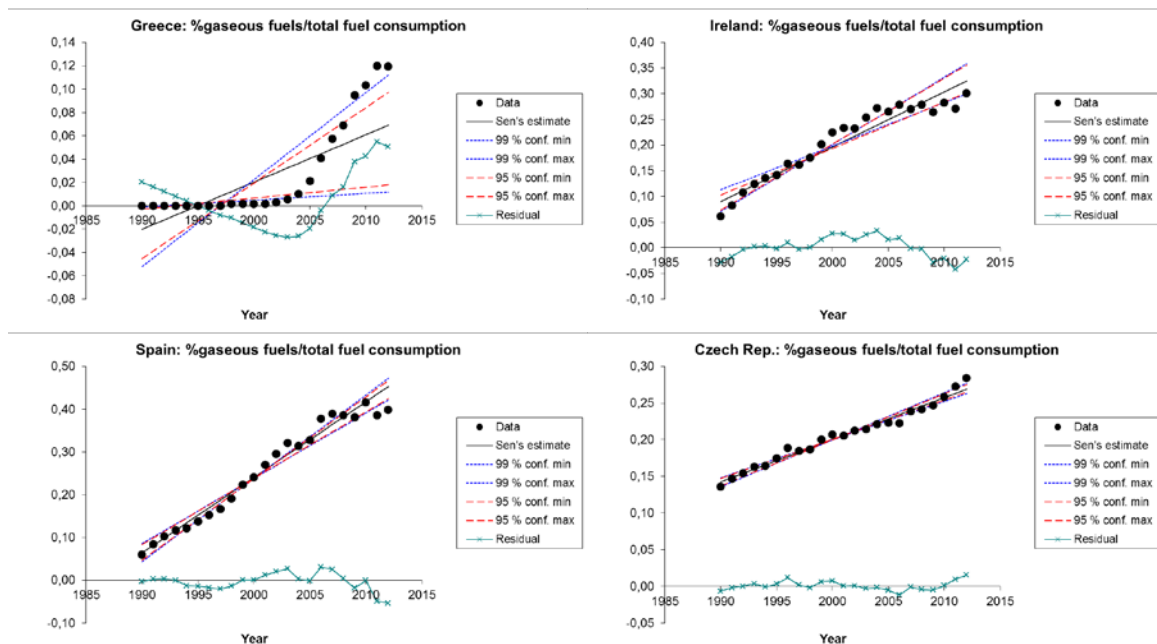 Greece: %gaseous fuels/total fuel consumption
0,14
0,12
0,10
0,08
0,06
0,04
0,02
0,00
-0,02
-0,04
-0,06
-0,08
1985 1990 1995 2000 2005 2010 2015
Year
Data
Sen's estimate
99 % conf. min
99 % conf. max
95 % conf. min
95 % conf. max
Residual
Ireland: %gaseous fuels/total fuel consumption
0,40
0,35
0,30
0,25
0,20
0,15
0,10
0,05
0,00
-0,05
-0,10
1985 1990 1995 2000 2005 2010 2015
Year
Data
Sen's estimate
99 % conf. min
99 % conf. max
95 % conf. min
95 % conf. max
Residual
Spain: %gaseous fuels/total fuel consumption
0,50
0,40
0,30
0,20
0,10
0,00
-0,10
1985 1990 1995 2000 2005 2010 2015
Year
Data
Sen's estimate
99 % conf. min
99 % conf. max
95 % conf. min
95 % conf. max
Residual
Czech Rep.: %gaseous fuels/total fuel consumption
0,30
0,25
0,20
0,15
0,10
0,05
0,00
-0,05
1985 1990 1995 2000 2005 2010 2015
Year
Data
Sen's estimate
99 % conf. min
99 % conf. max
95 % conf. min
95 % conf. max
Residual